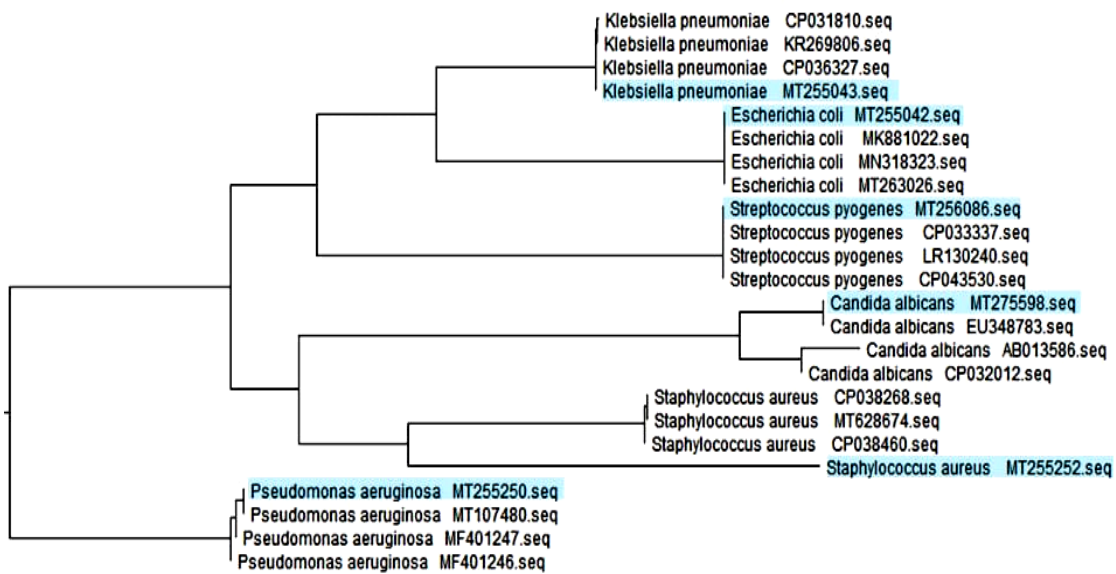 Klebsiella pneumoniae CP031810.seq
Klebsiella pneumoniae KR269806.seq
Klebsiella pneumoniae CP036327.seq
Klebsiella pneumoniae MT255043.seq
Escherichia coli MT255042.seq
Escherichia coli MK881022.seq
Escherichia coli MN318323.seq
Escherichia coli MT263026.seq
Streptococcus pyogenes MT256086.seq
Streptococcus pyogenes CP033337.seq
Streptococcus pyogenes LR130240.seq
Streptococcus pyogenes CP043530.seq
Candida albicans MT275598.seq
Candida albicans EU348783.seq
Candida albicans AB013586.seq
Candida albicans CP032012.seq
Staphylococcus aureus CP038268.seq
Staphylococcus aureus MT628674.seq
Staphylococcus aureus CP038460.seq
Staphylococcus aureus MT255252.seq
Pseudomonas aeruginosa MT255250.seq
Pseudomonas aeruginosa MT107480.seq
Pseudomonas aeruginosa MF401247.seq
Pseudomonas aeruginosa MF401246.seq